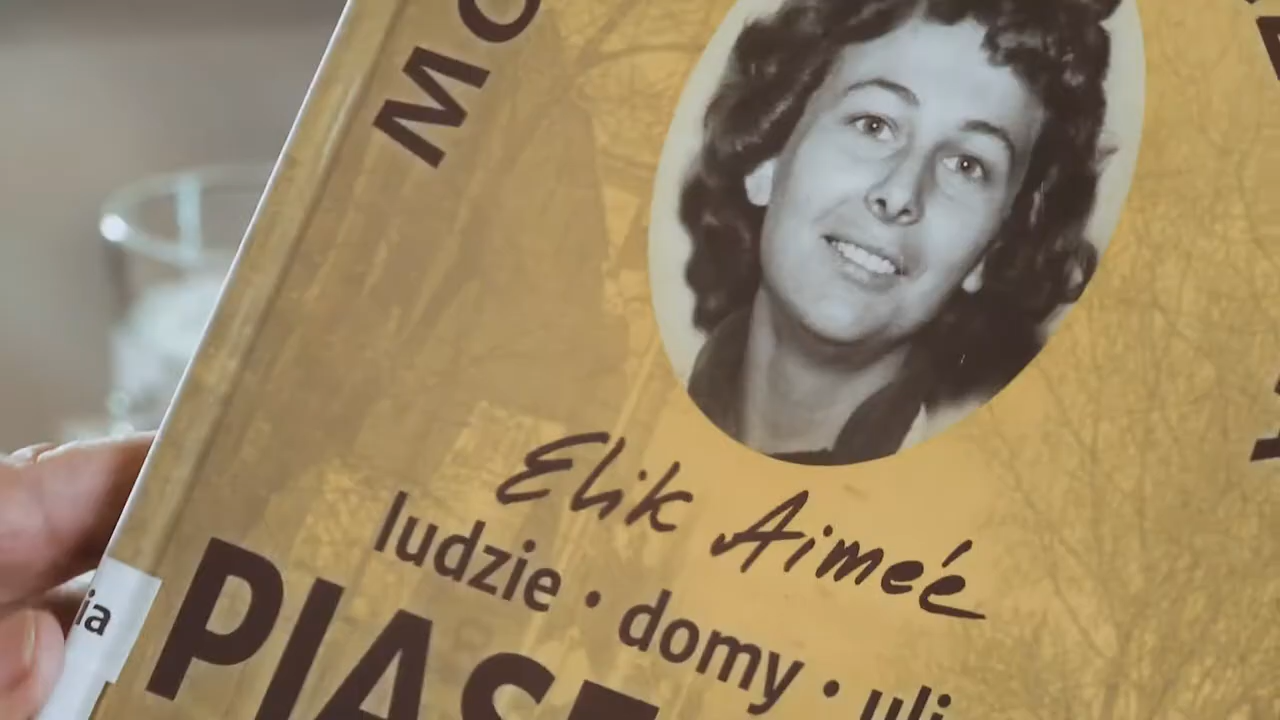 MO
Elik Aimeé
ludzie • domy • uli
PIASE
ia